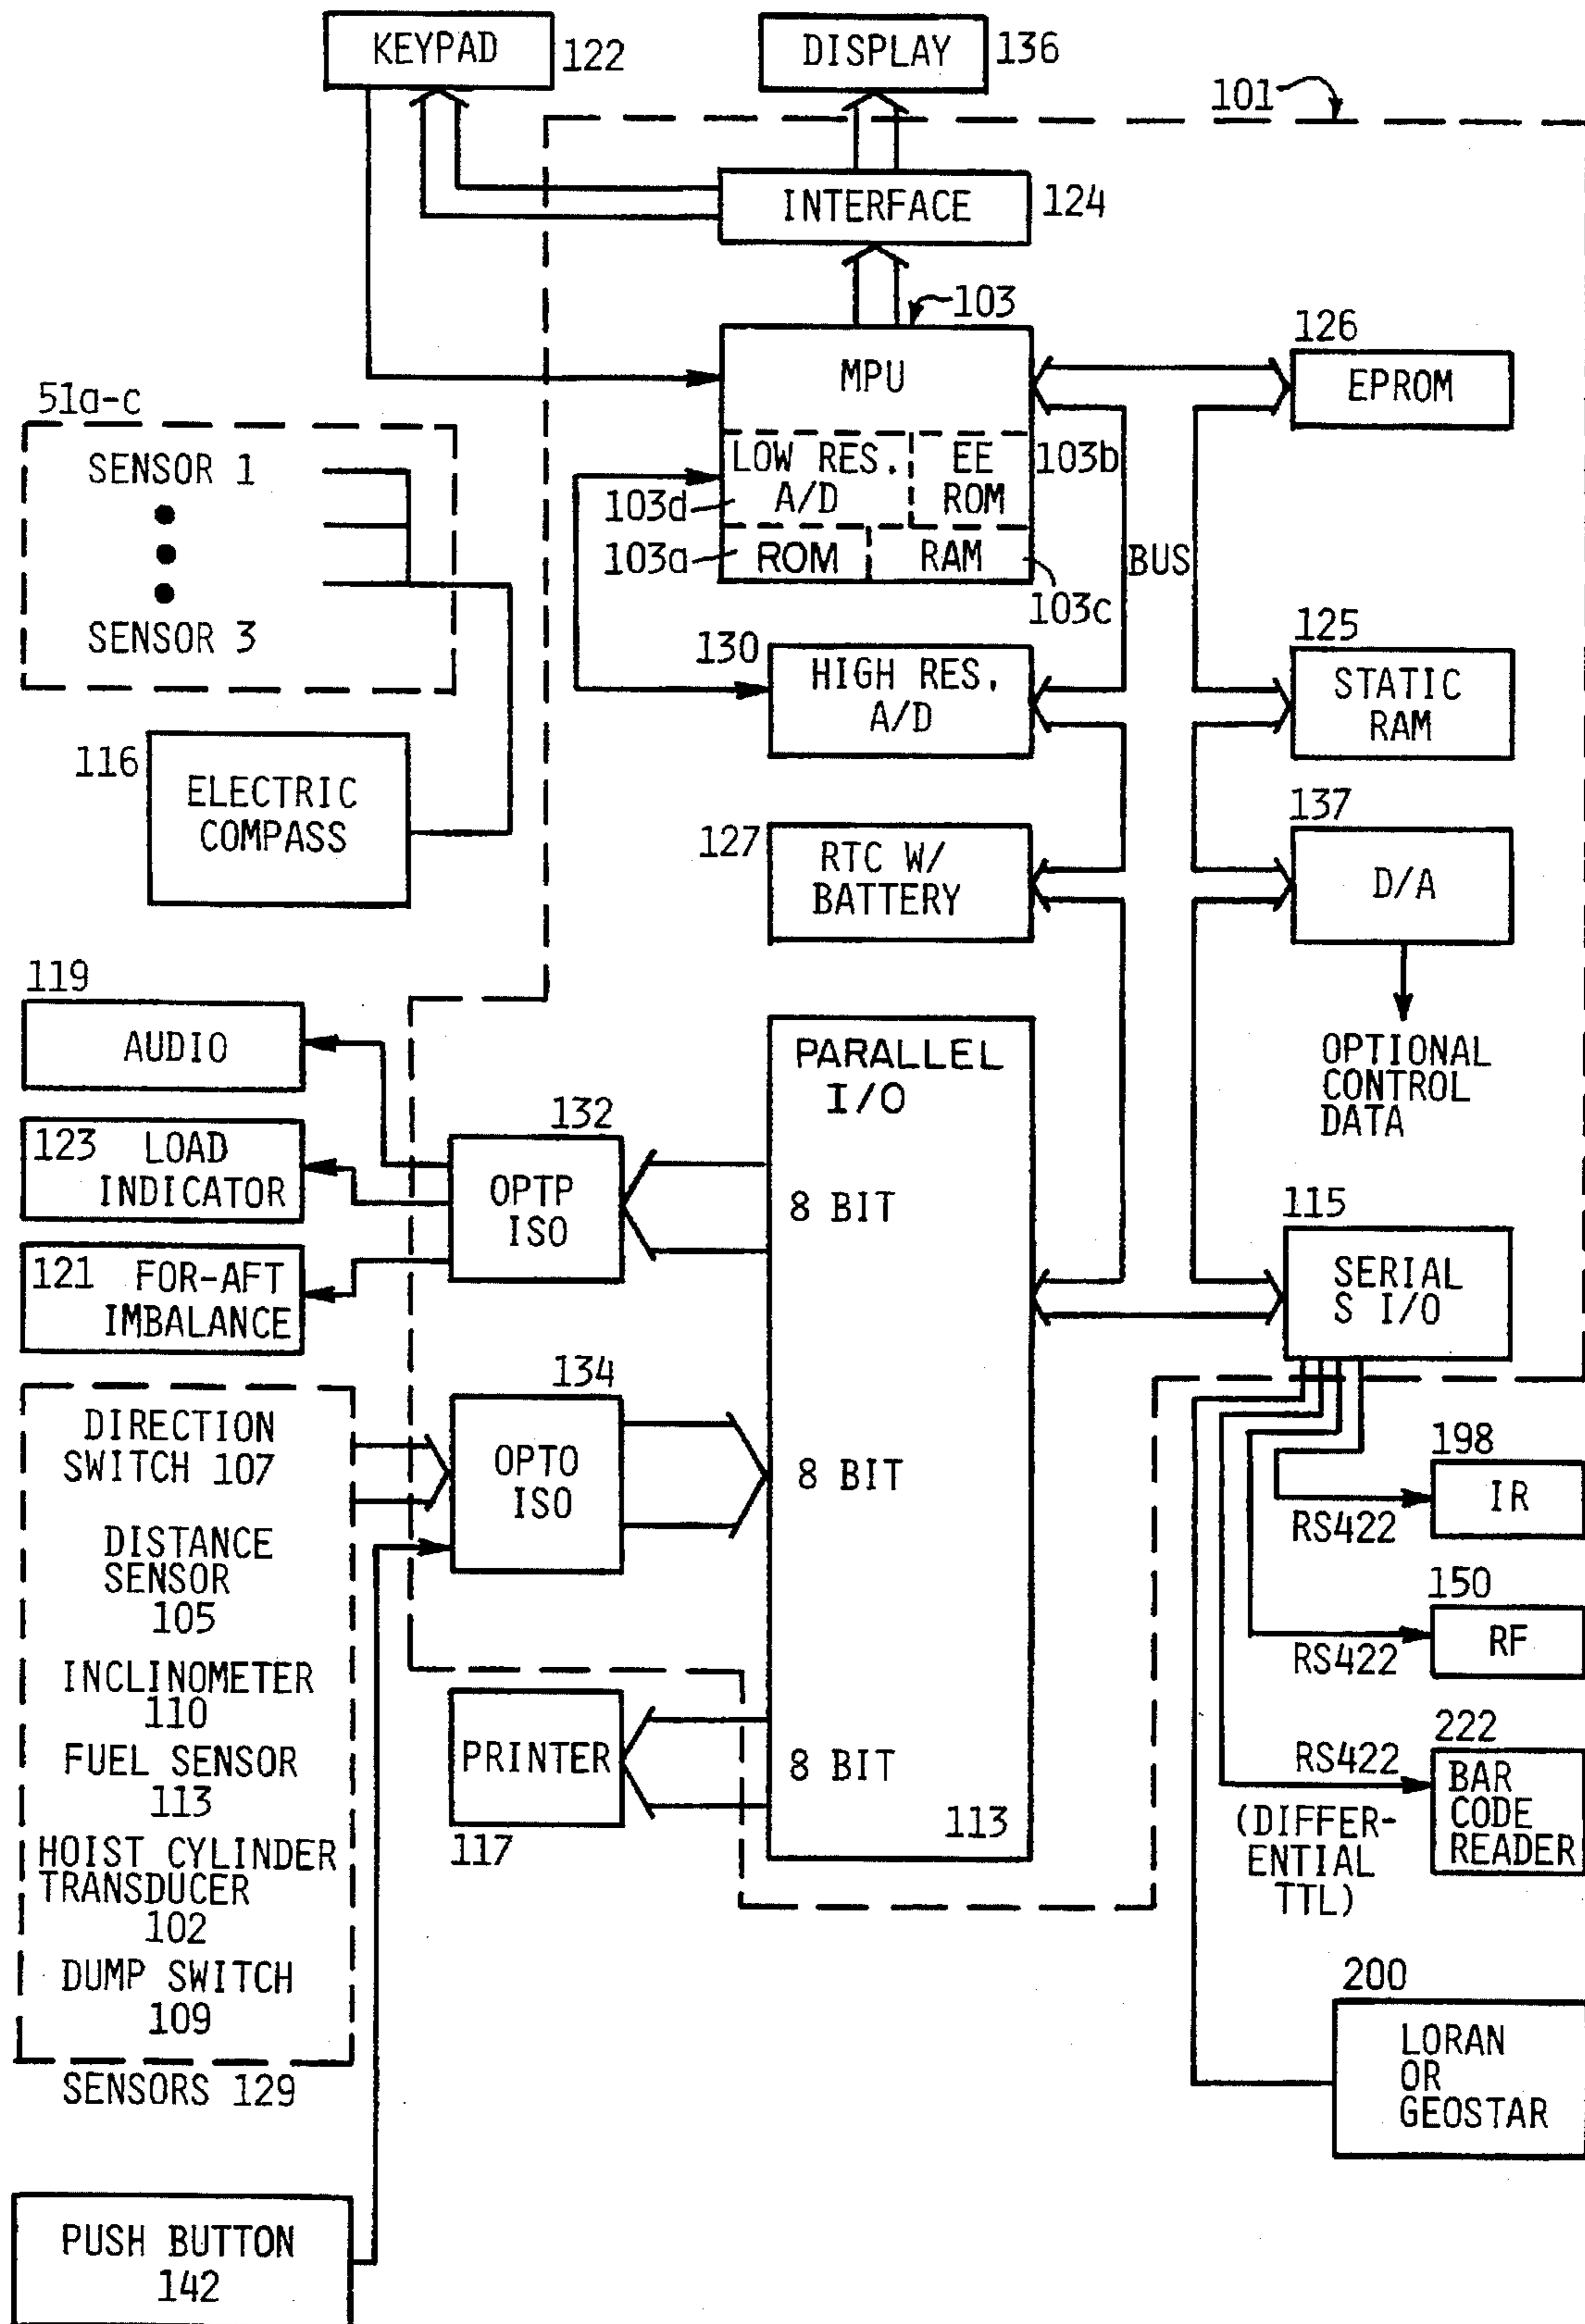 KEYPAD
122
DISPLAY
136
101
INTERFACE
124
103
MPU
LOW RES.
A/D
EE
ROM
103b
103d
103a
ROM
RAM
103c
BUS
126
EPROM
51a-c
SENSOR 1
SENSOR 3
130
HIGH RES.
A/D
125
STATIC
RAM
116
ELECTRIC
COMPASS
127
RTC W/
BATTERY
137
D/A
OPTIONAL
CONTROL
DATA
119
AUDIO
123 LOAD
INDICATOR
121 FOR-AFT
IMBALANCE
132
OPTP
ISO
PARALLEL
I/O
8 BIT
115
SERIAL
S I/O
DIRECTION
SWITCH 107
DISTANCE
SENSOR
105
INCLINOMETER
110
FUEL SENSOR
113
HOIST CYLINDER
TRANSDUCER
102
DUMP SWITCH
109
SENSORS 129
134
OPTO
ISO
8 BIT
PRINTER
117
8 BIT
113
198
IR
RS422
150
RF
RS422
222
BAR
CODE
READER
RS422
(DIFFER-
ENTIAL
TTL)
200
LORAN
OR
GEOSTAR
PUSH BUTTON
142